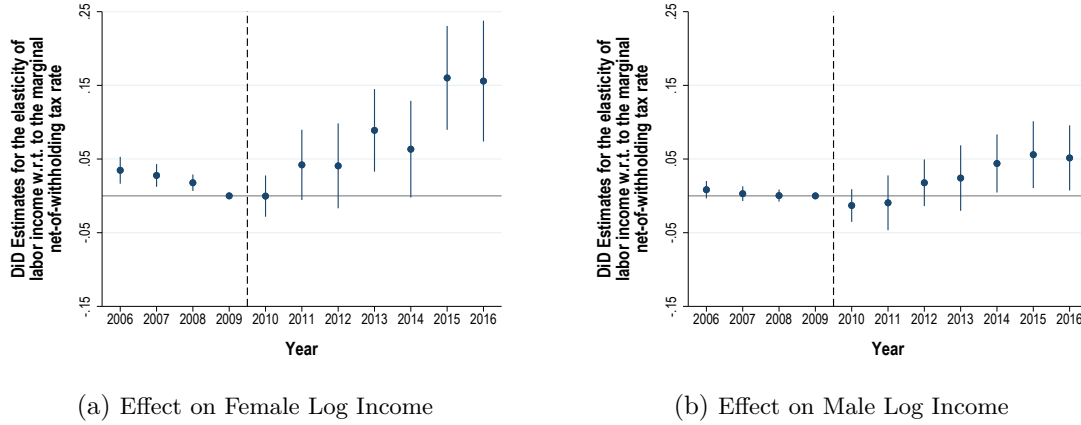 DiD Estimates for the elasticity of
labor income w.r.t. to the marginal
net-of-withholding tax rate
.25
.15
.05
-.05
-.15
2006 2007 2008 2009 2010 2011 2012 2013 2014 2015 2016
Year
(a) Effect on Female Log Income
DiD Estimates for the elasticity of
labor income w.r.t. to the marginal
net-of-withholding tax rate
.25
.15
.05
-.05
-.15
2006 2007 2008 2009 2010 2011 2012 2013 2014 2015 2016
Year
(b) Effect on Male Log Income